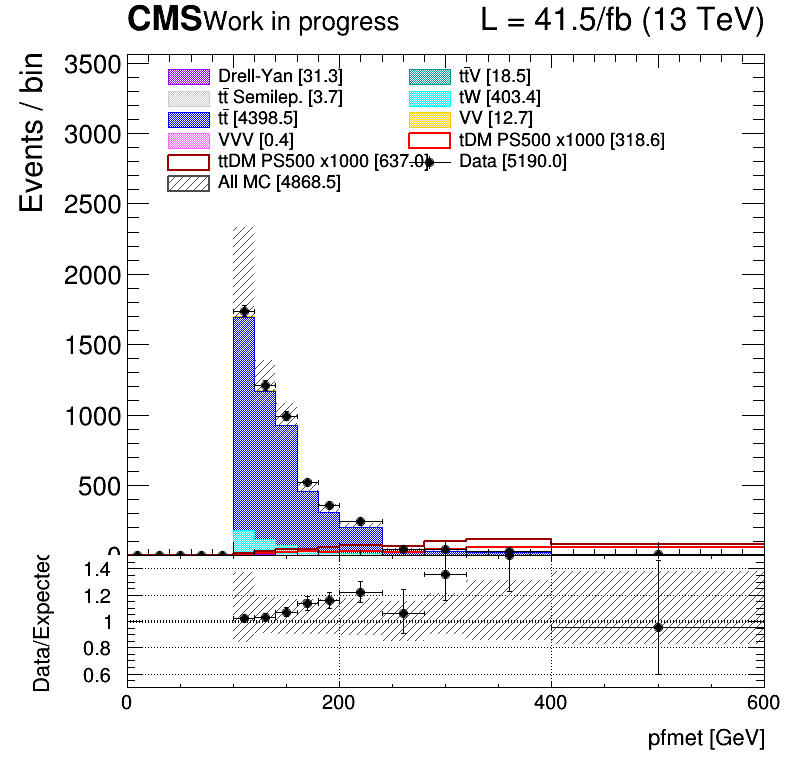 CMS Work in progress L = 41.5/fb (13 TeV)
Events / bin
3500
3000
2500
2000
1500
1000
500
0
Drell-Yan [31.3] tt̄V [18.5]
tt̄ Semilep. [3.7] tW [403.4]
tt̄ [4398.5] VV [12.7]
VVV [0.4] tDM PS500 x1000 [318.6]
ttDM PS500 x1000 [637.0] Data [5190.0]
All MC [4868.5]
Data/Expected
1.4
1.2
1
0.8
0.6
0 200 400 600
pfmet [GeV]